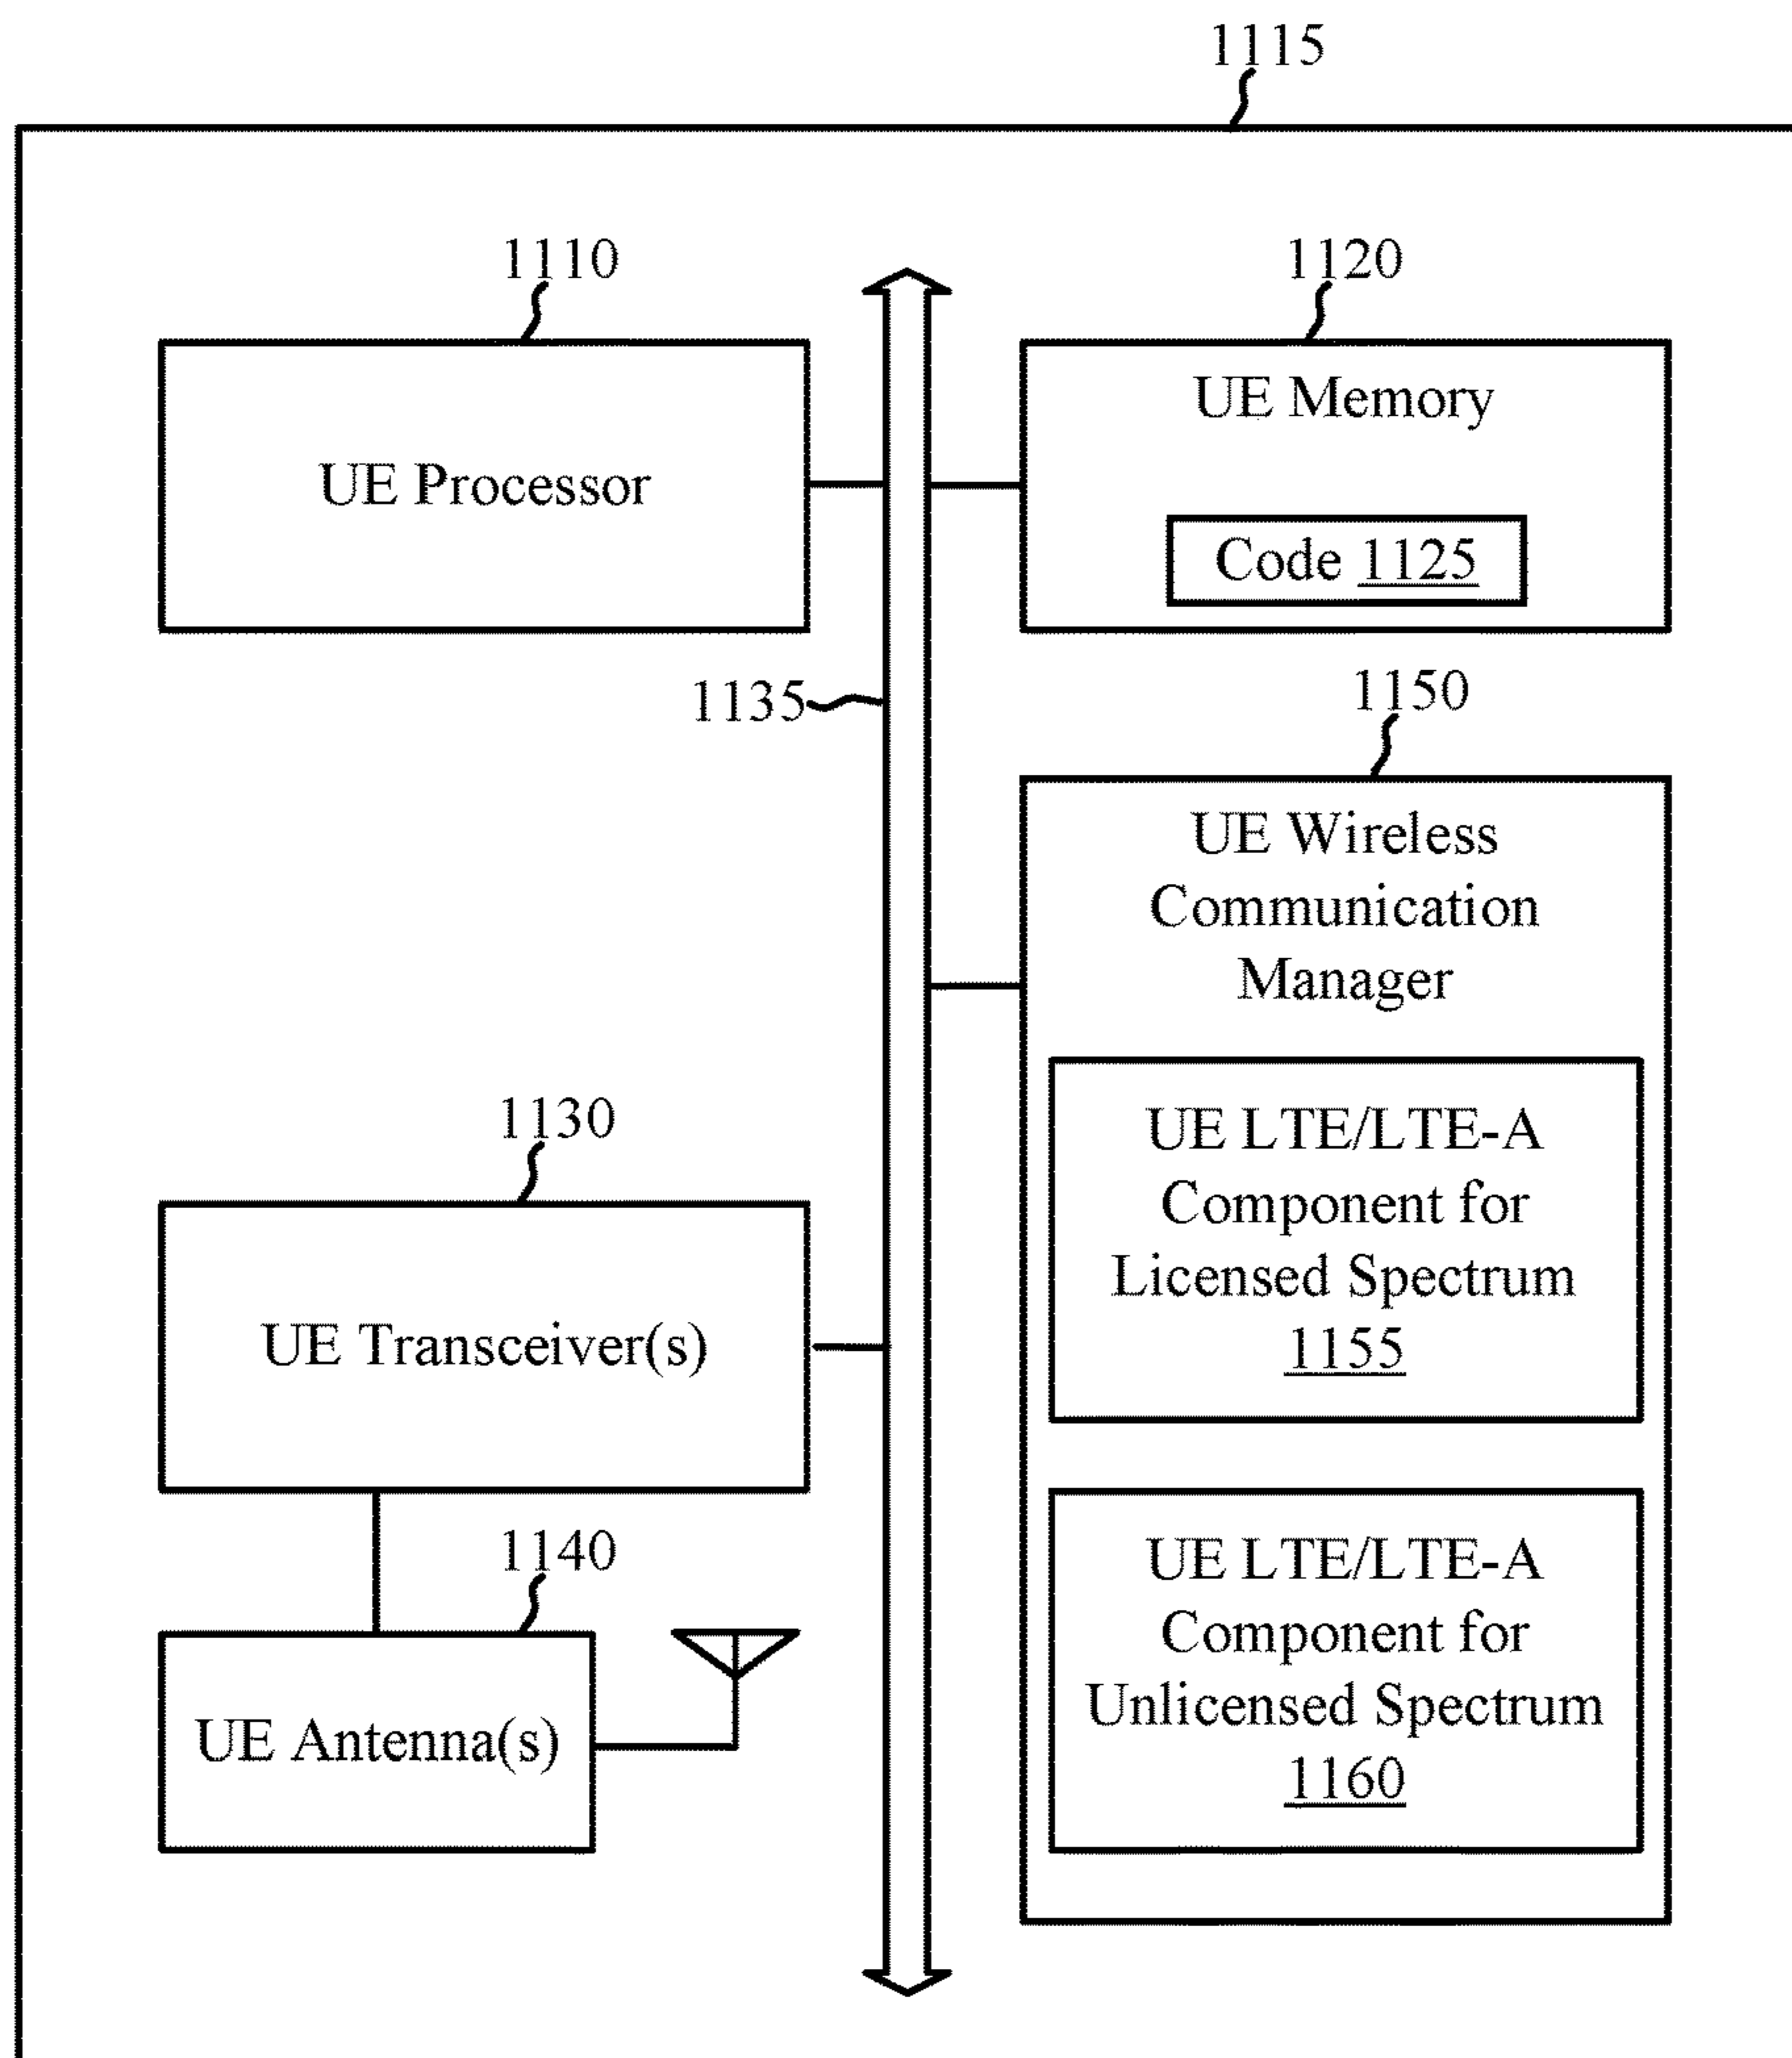 1115
1110
1120
UE Processor
UE Memory
Code 1125
1135
1150
UE Wireless
Communication
Manager
UE LTE/LTE-A
Component for
Licensed Spectrum
1155
1130
UE Transceiver(s)
1140
UE Antenna(s)
UE LTE/LTE-A
Component for
Unlicensed Spectrum
1160